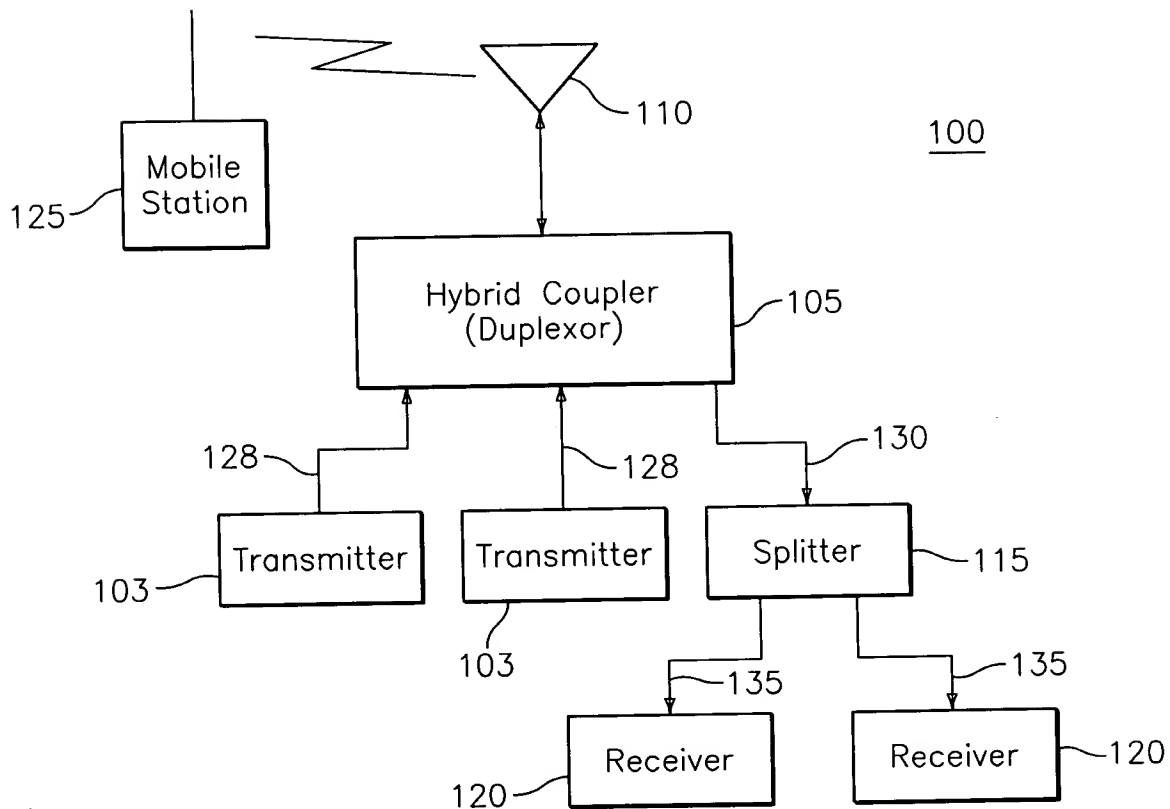 110
100
Mobile
Station
125
Hybrid Coupler
(Duplexor)
105
128
128
130
Transmitter
Transmitter
Splitter
103
115
103
135
135
Receiver
Receiver
120
120